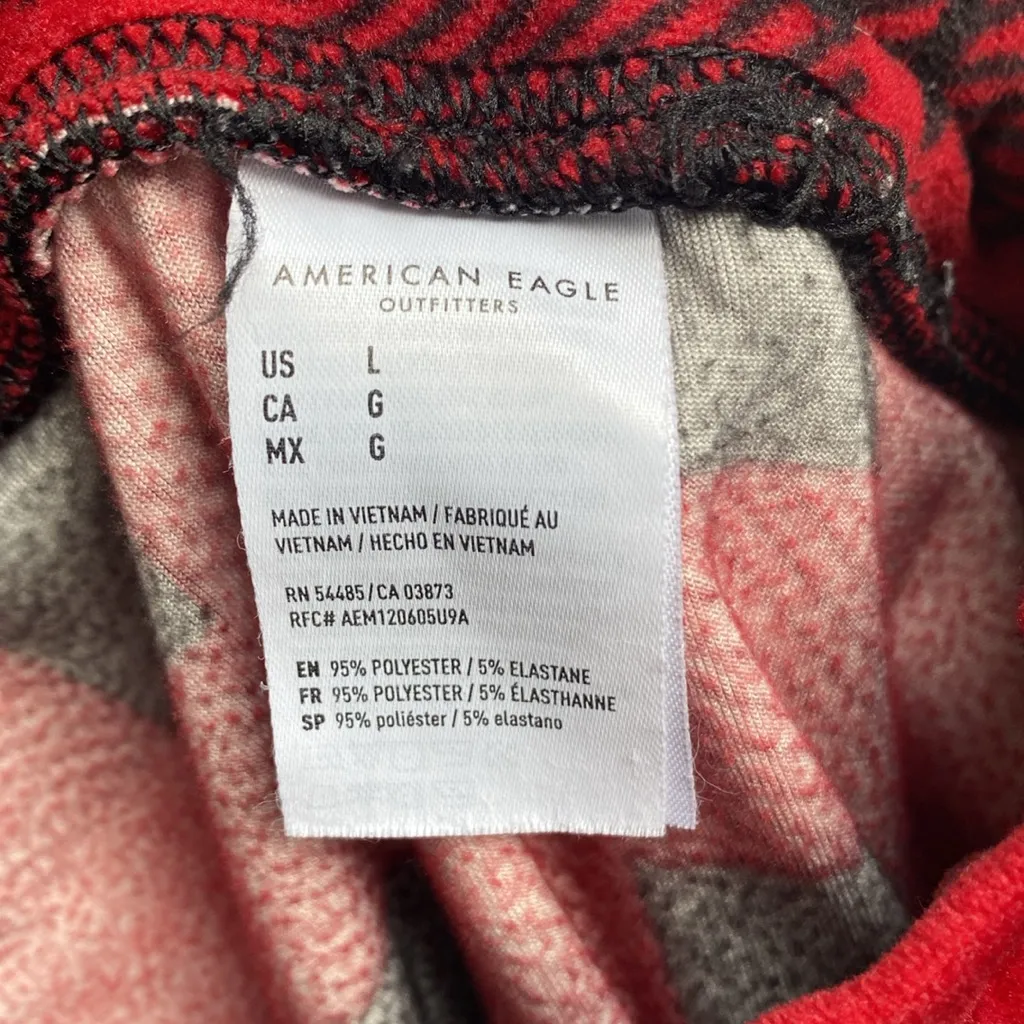 AMERICAN EAGLE
OUTFITTERS
US L
CA G
MX G
MADE IN VIETNAM / FABRIQUÉ AU
VIETNAM / HECHO EN VIETNAM
RN 54485 / CA 03873
RFC# AEM120605U9A
EN 95% POLYESTER / 5% ELASTANE
FR 95% POLYESTER / 5% ÉLASTHANNE
SP 95% poliéster / 5% elastano